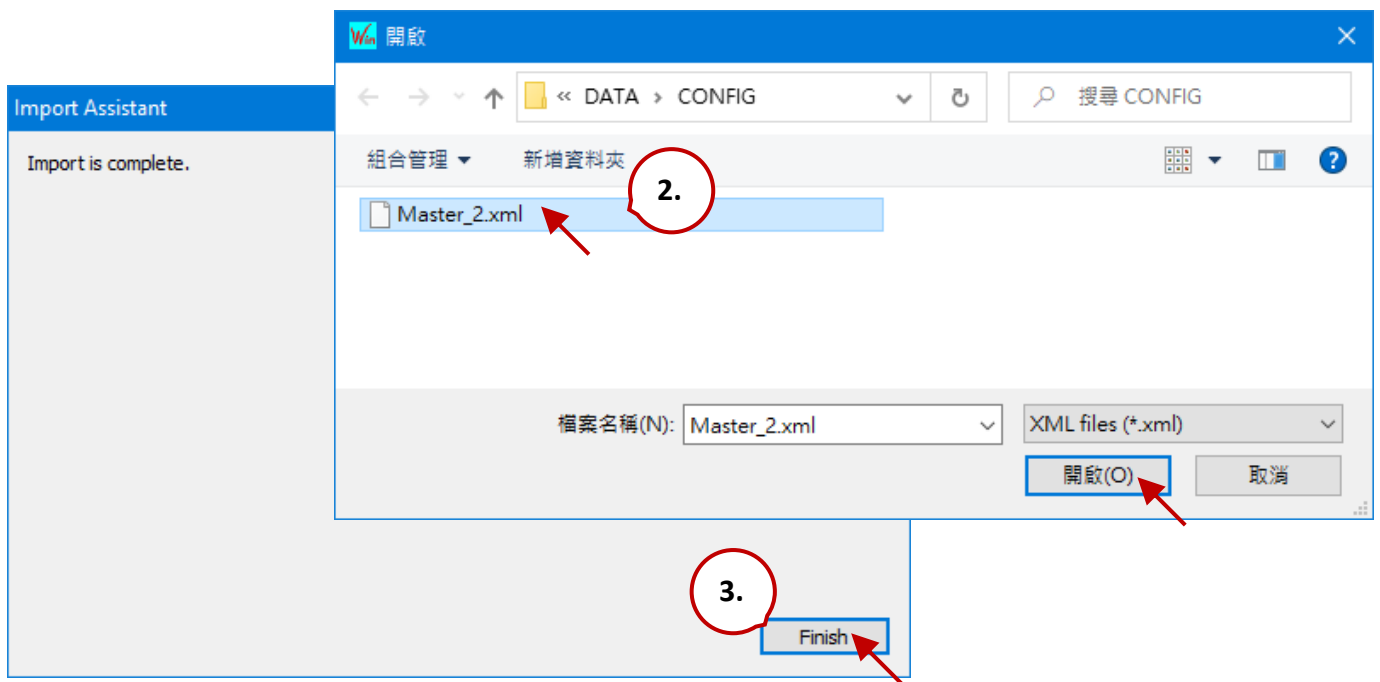 Win 開啟
« DATA › CONFIG
搜尋 CONFIG
組合管理 新增資料夾
?
2.
Master_2.xml
檔案名稱(N): Master_2.xml
XML files (*.xml)
開啟(O) 取消
Import Assistant
Import is complete.
3.
Finish